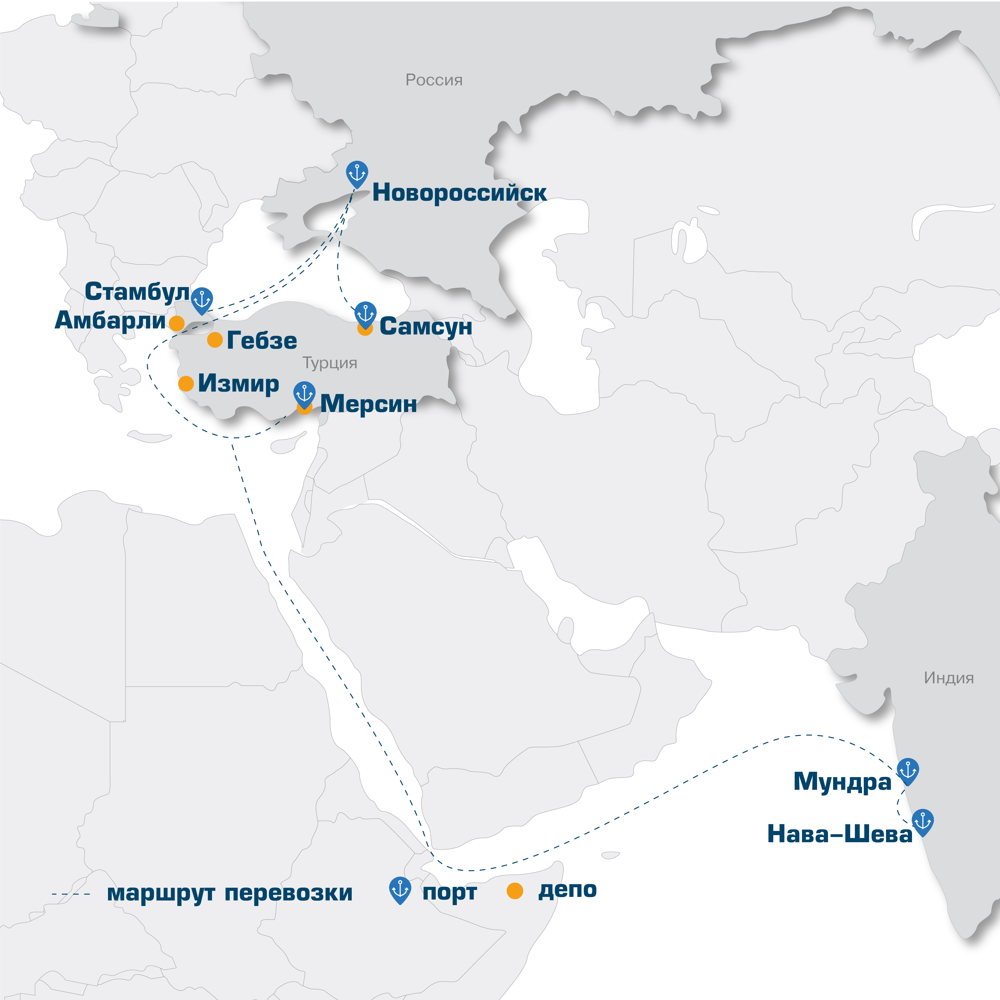 Россия
Новороссийск
Стамбул
Амбарли
Самсун
Гебзе
Турция
Измир
Мерсин
Индия
Мундра
Нава–Шева
маршрут перевозки
порт
депо